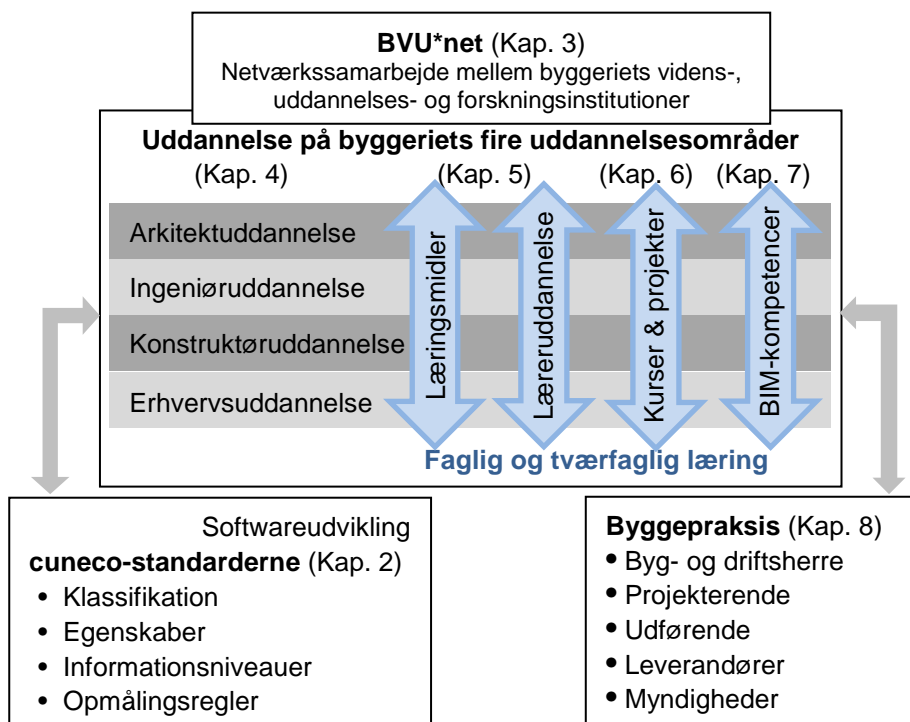 BVU*net (Kap. 3)
Netværkssamarbejde mellem byggeriets videns-,
uddannelses- og forskningsinstitutioner
Uddannelse på byggeriets fire uddannelsesområder
(Kap. 4) (Kap. 5) (Kap. 6) (Kap. 7)
Arkitektuddannelse
Ingeniøruddannelse
Konstruktøruddannelse
Erhvervsuddannelse
Læringsmidler
Læreruddannelse
Kurser & projekter
BIM-kompetencer
Faglig og tværfaglig læring
Softwareudvikling
cuneco-standarderne (Kap. 2)
• Klassifikation
• Egenskaber
• Informationsniveauer
• Opmålingsregler
Byggepraksis (Kap. 8)
• Byg- og driftsherre
• Projekterende
• Udførende
• Leverandører
• Myndigheder